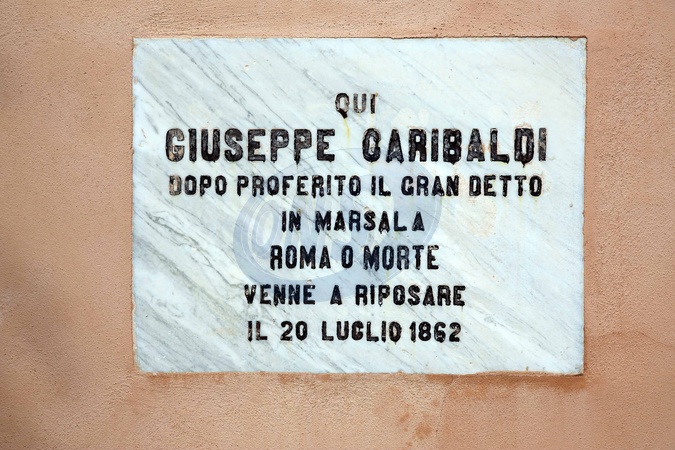 QUI
GIUSEPPE GARIBALDI
DOPO PROFERITO IL GRAN DETTO
IN MARSALA
ROMA O MORTE
VENNE A RIPOSARE
IL 20 LUGLIO 1862